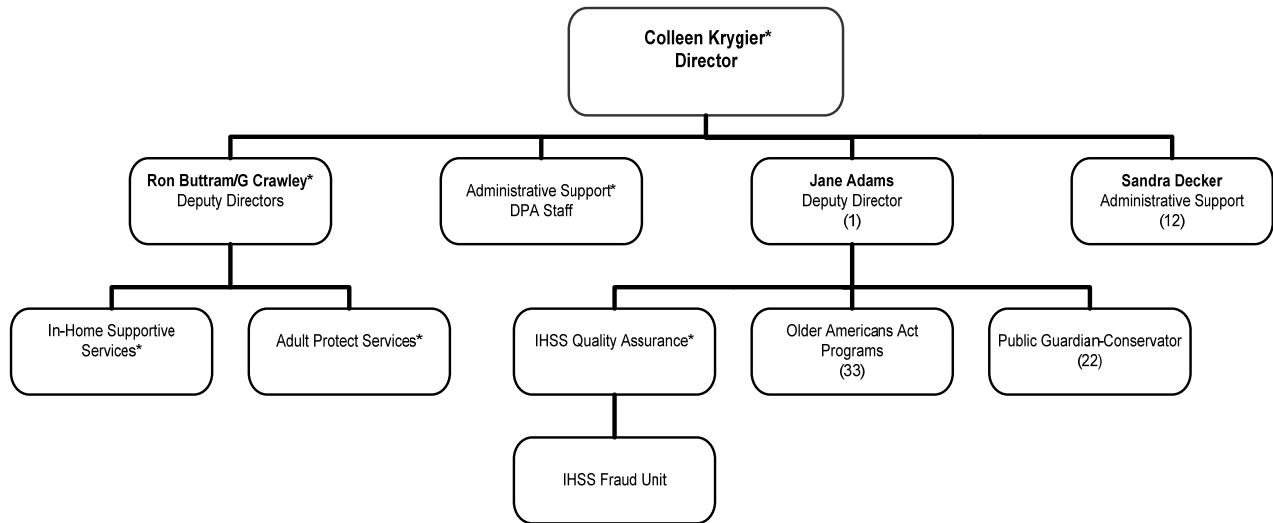 Colleen Krygier*
Director
Ron Buttram/G Crawley*
Deputy Directors
Administrative Support*
DPA Staff
Jane Adams
Deputy Director
(1)
Sandra Decker
Administrative Support
(12)
In-Home Supportive
Services*
Adult Protect Services*
IHSS Quality Assurance*
Older Americans Act
Programs
(33)
Public Guardian-Conservator
(22)
IHSS Fraud Unit